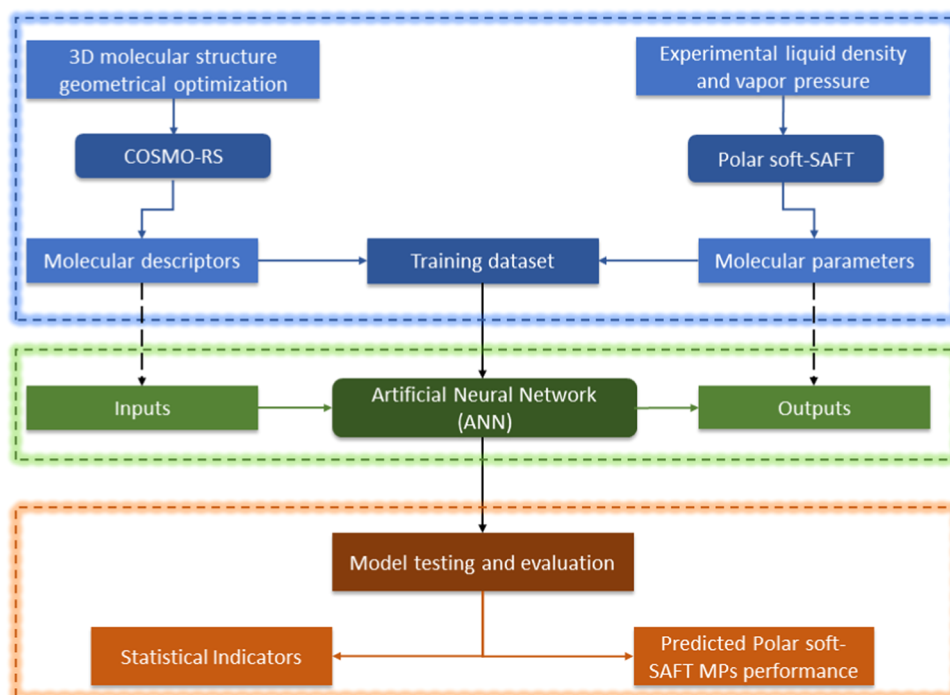 3D molecular structure
geometrical optimization
Experimental liquid density
and vapor pressure
COSMO-RS
Polar soft-SAFT
Molecular descriptors
Training dataset
Molecular parameters
Inputs
Artificial Neural Network
(ANN)
Outputs
Model testing and evaluation
Statistical Indicators
Predicted Polar soft-
SAFT MPs performance